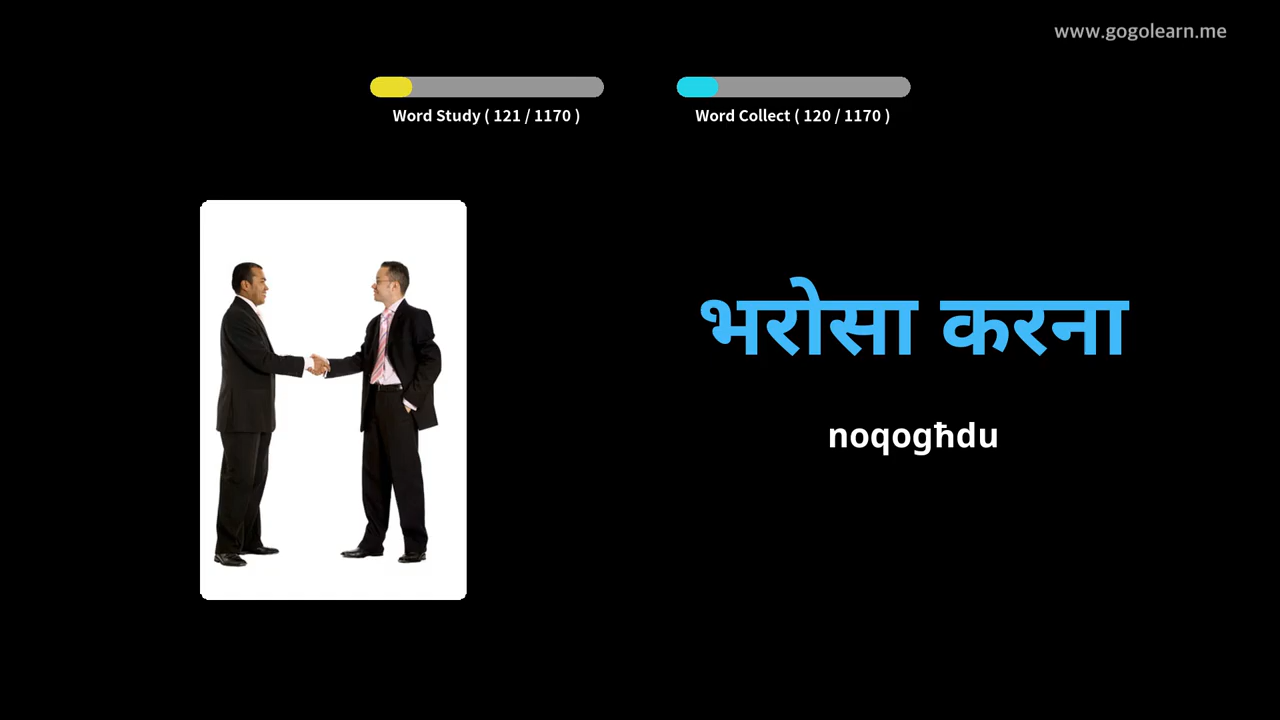 www.gogolearn.me
Word Study ( 121 / 1170 )
Word Collect ( 120 / 1170 )
भरोसा करना
noqogħdu